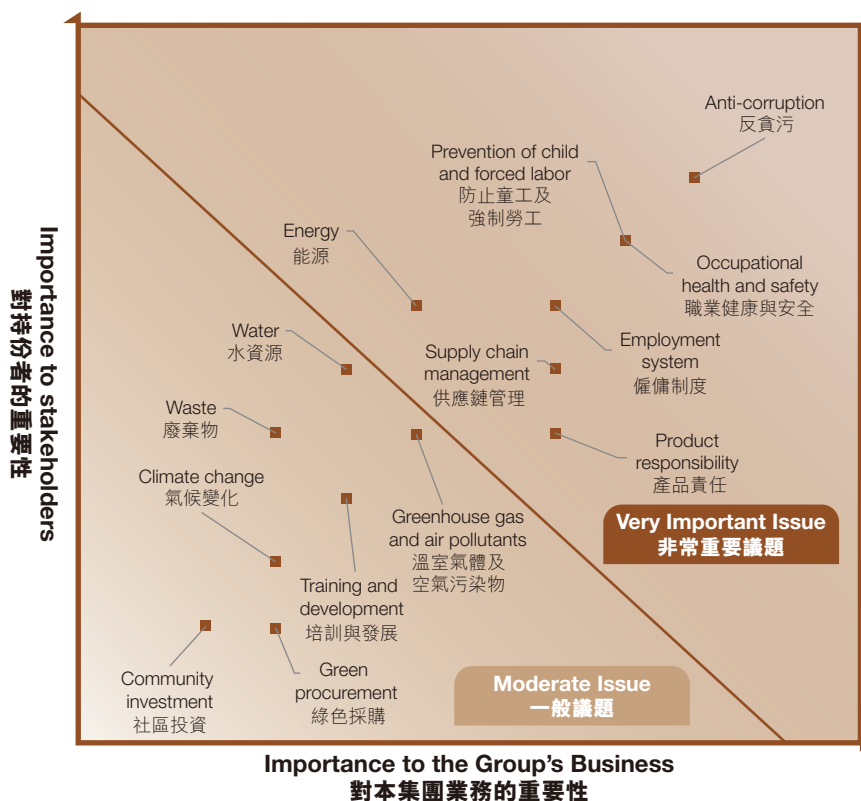 Anti-corruption
反貪污
Prevention of child
and forced labor
防止童工及
強制勞工
Energy
能源
Occupational
health and safety
職業健康與安全
Water
水資源
Supply chain
management
供應鏈管理
Employment
system
僱傭制度
Waste
廢棄物
Product
responsibility
產品責任
Climate change
氣候變化
Greenhouse gas
and air pollutants
溫室氣體及
空氣污染物
Very Important Issue
非常重要議題
Training and
development
培訓與發展
Community
investment
社區投資
Green
procurement
綠色採購
Moderate Issue
一般議題
Importance to stakeholders
對持份者的重要性
Importance to the Group's Business
對本集團業務的重要性